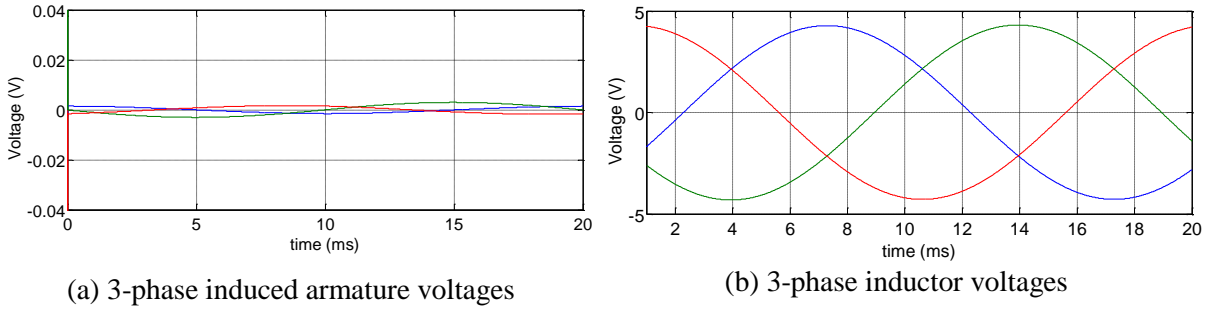 0.04
0.02
0
-0.02
-0.04
Voltage (V)
0 5 10 15 20
time (ms)
(a) 3-phase induced armature voltages
5
0
-5
Voltage (V)
2 4 6 8 10 12 14 16 18 20
time (ms)
(b) 3-phase inductor voltages